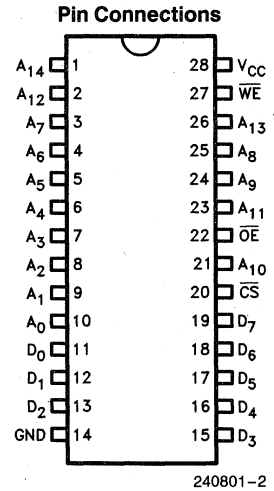 Pin Connections
A14 1 28 VCC
A12 2 27 W̅E̅
A7 3 26 A13
A6 4 25 A8
A5 5 24 A9
A4 6 23 A11
A3 7 22 O̅E̅
A2 8 21 A10
A1 9 20 C̅S̅
A0 10 19 D7
D0 11 18 D6
D1 12 17 D5
D2 13 16 D4
GND 14 15 D3
240801–2